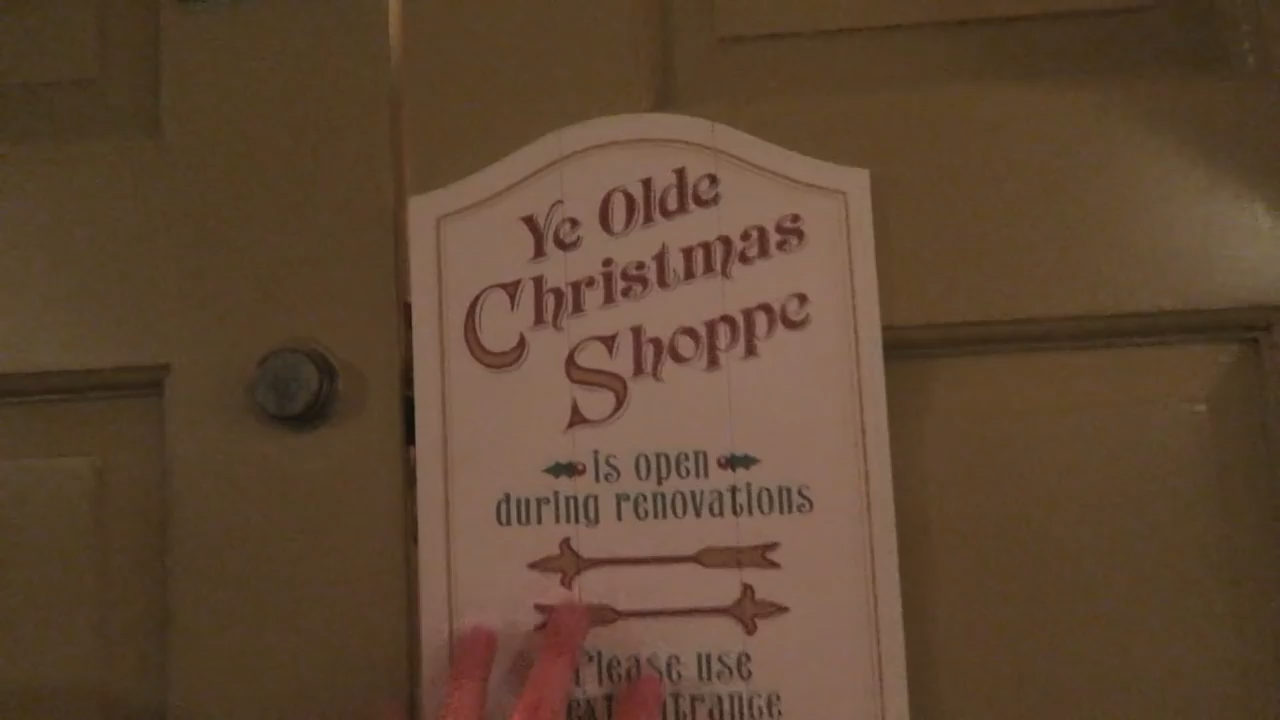 Ye Olde
Christmas
Shoppe
is open
during renovations
Please use